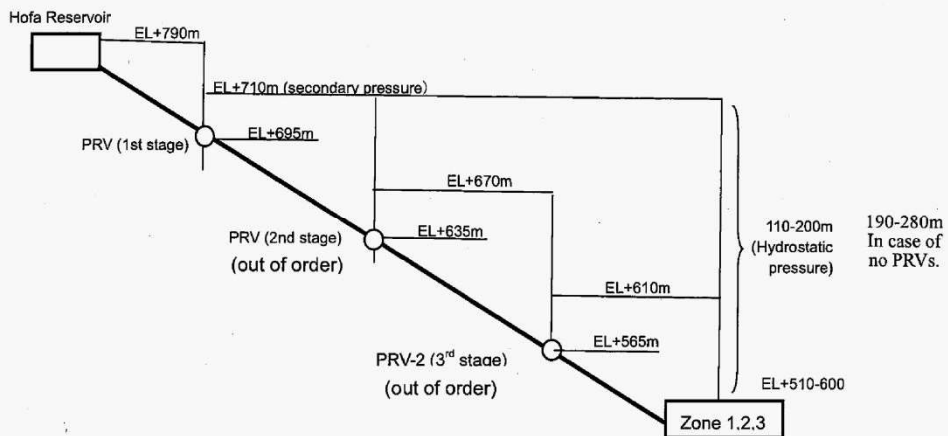 Hofa Reservoir
EL+790m
EL+710m (secondary pressure)
PRV (1st stage)
EL+695m
EL+670m
PRV (2nd stage)
(out of order)
EL+635m
110-200m
(Hydrostatic
pressure)
190-280m
In case of
no PRVs.
EL+610m
PRV-2 (3rd stage)
(out of order)
EL+565m
EL+510-600
Zone 1,2,3